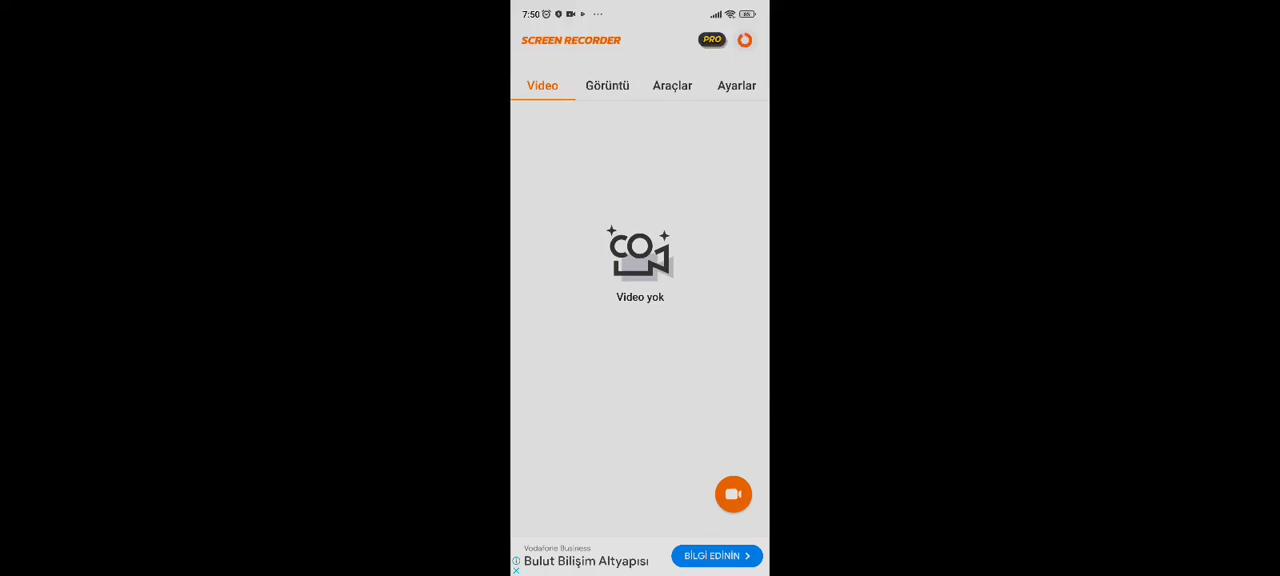 7:50
85
SCREEN RECORDER
PRO
Video
Görüntü
Araçlar
Ayarlar
Video yok
Vodafone Business
Bulut Bilişim Altyapısı
BİLGİ EDİNİN